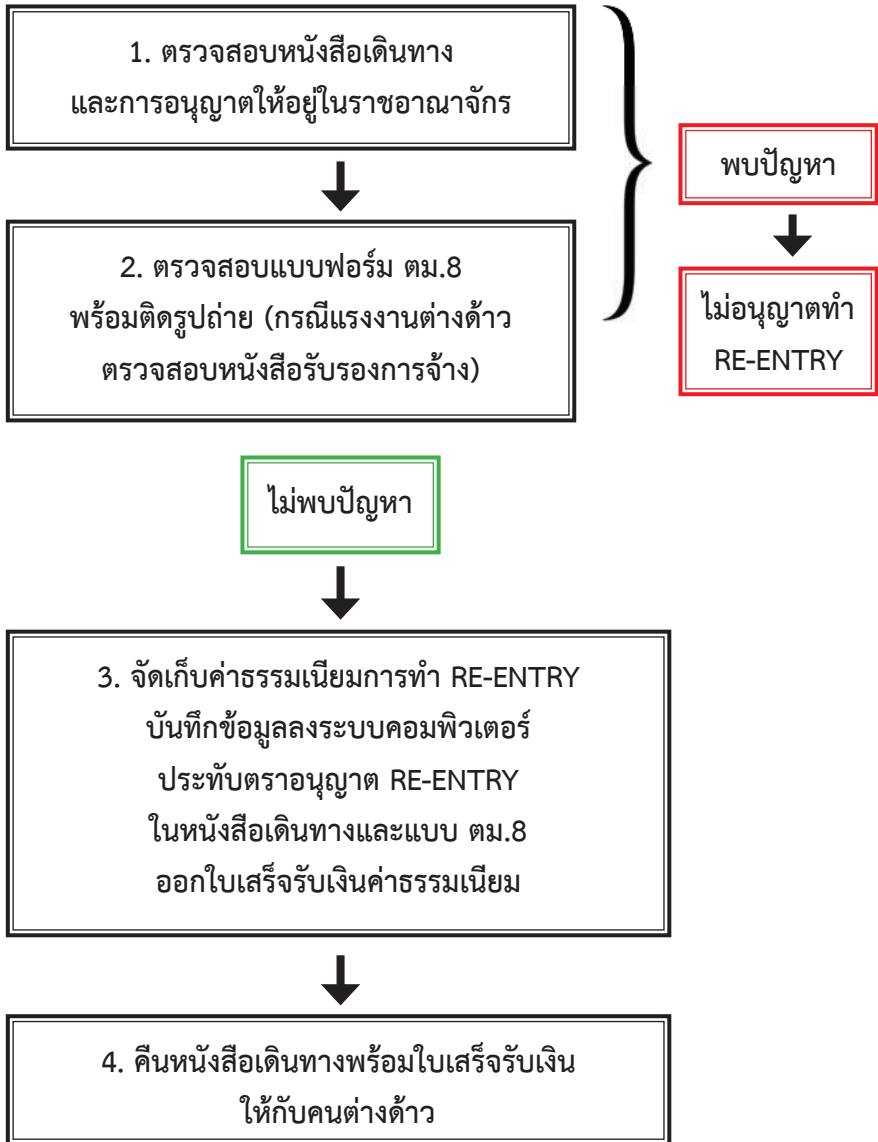 1. ตรวจสอบหนังสือเดินทาง
และการอนุญาตให้อยู่ในราชอาณาจักร
2. ตรวจสอบแบบฟอร์ม ตม.8
พร้อมติดรูปถ่าย (กรณีแรงงานต่างด้าว
ตรวจสอบหนังสือรับรองการจ้าง)
พบปัญหา
ไม่อนุญาตทำ
RE-ENTRY
ไม่พบปัญหา
3. จัดเก็บค่าธรรมเนียมการทำ RE-ENTRY
บันทึกข้อมูลลงระบบคอมพิวเตอร์
ประทับตราอนุญาต RE-ENTRY
ในหนังสือเดินทางและแบบ ตม.8
ออกใบเสร็จรับเงินค่าธรรมเนียม
4. คืนหนังสือเดินทางพร้อมใบเสร็จรับเงิน
ให้กับคนต่างด้าว